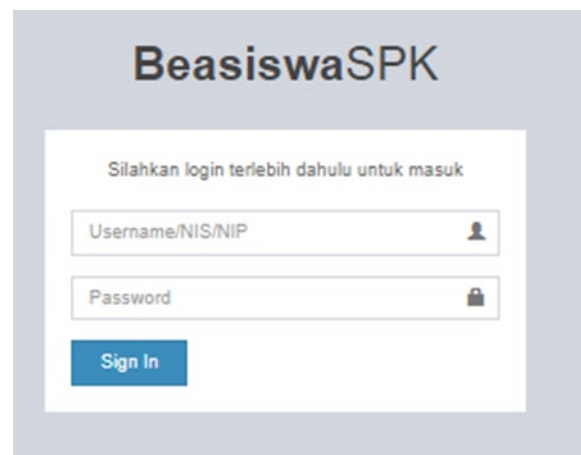 BeasiswaSPK
Silahkan login terlebih dahulu untuk masuk
Username/NIS/NIP
Password
Sign In